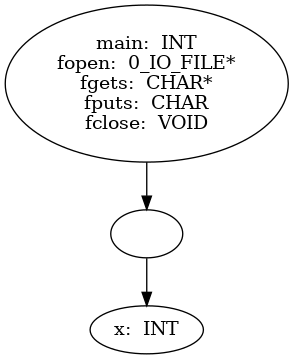 main: INT
fopen: 0_IO_FILE*
fgets: CHAR*
fputs: CHAR
fclose: VOID
x: INT